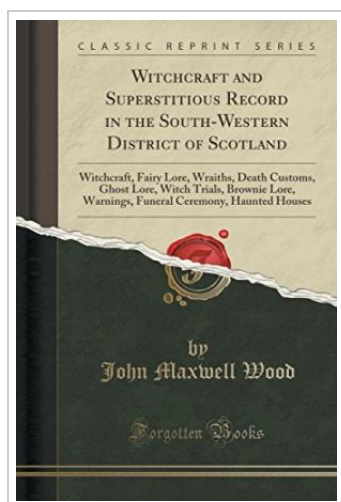 CLASSIC REPRINT SERIES
WITCHCRAFT AND
SUPERSTITIOUS RECORD
IN THE SOUTH-WESTERN
DISTRICT OF SCOTLAND
Witchcraft, Fairy Lore, Wraiths, Death Customs,
Ghost Lore, Witch Trials, Brownie Lore,
Warnings, Funeral Ceremony, Haunted Houses
by
John Maxwell Wood
Forgotten Books